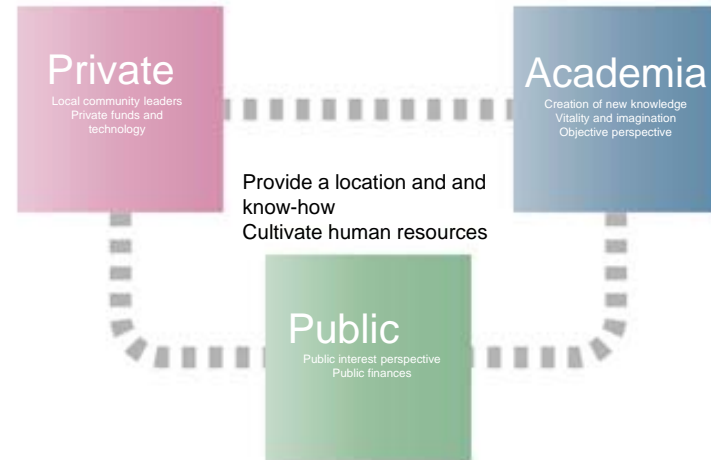 Private
Local community leaders
Private funds and
technology
Academia
Creation of new knowledge
Vitality and imagination
Objective perspective
Provide a location and and
know-how
Cultivate human resources
Public
Public interest perspective
Public finances